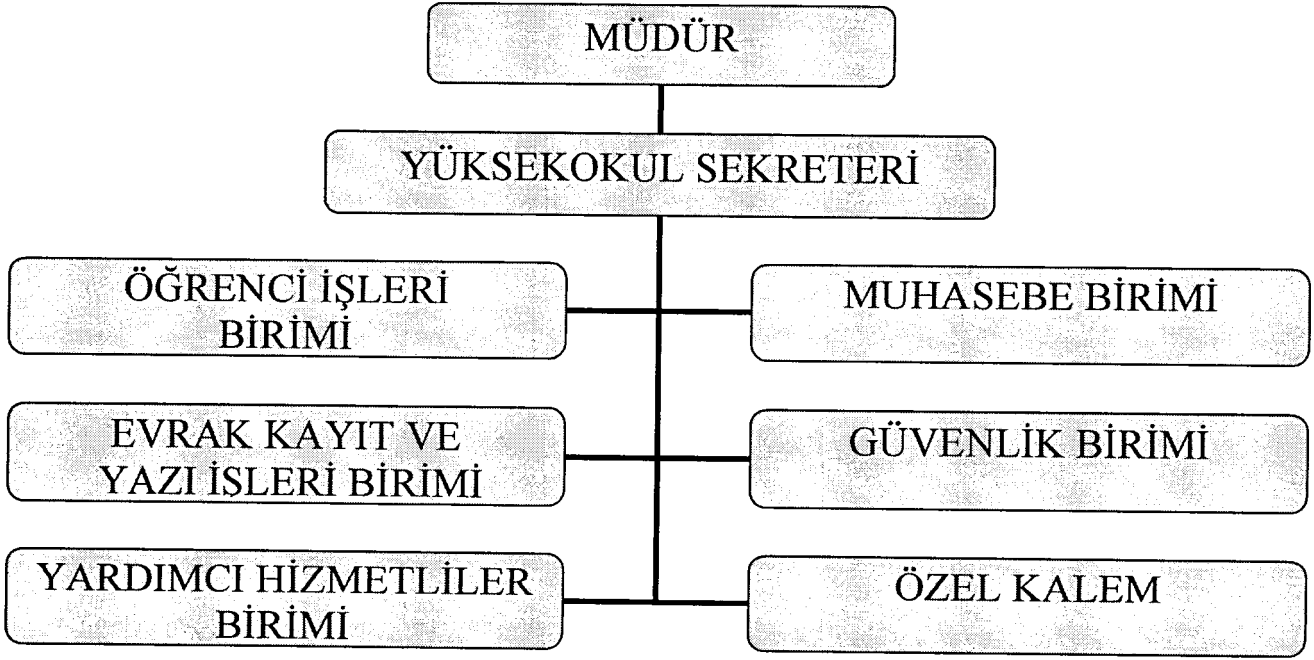 MÜDÜR
YÜKSEKOKUL SEKRETERİ
ÖĞRENCİ İŞLERİ
BİRİMİ
MUHASEBE BİRİMİ
EVRAK KAYIT VE
YAZI İŞLERİ BİRİMİ
GÜVENLİK BİRİMİ
YARDIMCI HİZMETLİLER
BİRİMİ
ÖZEL KALEM